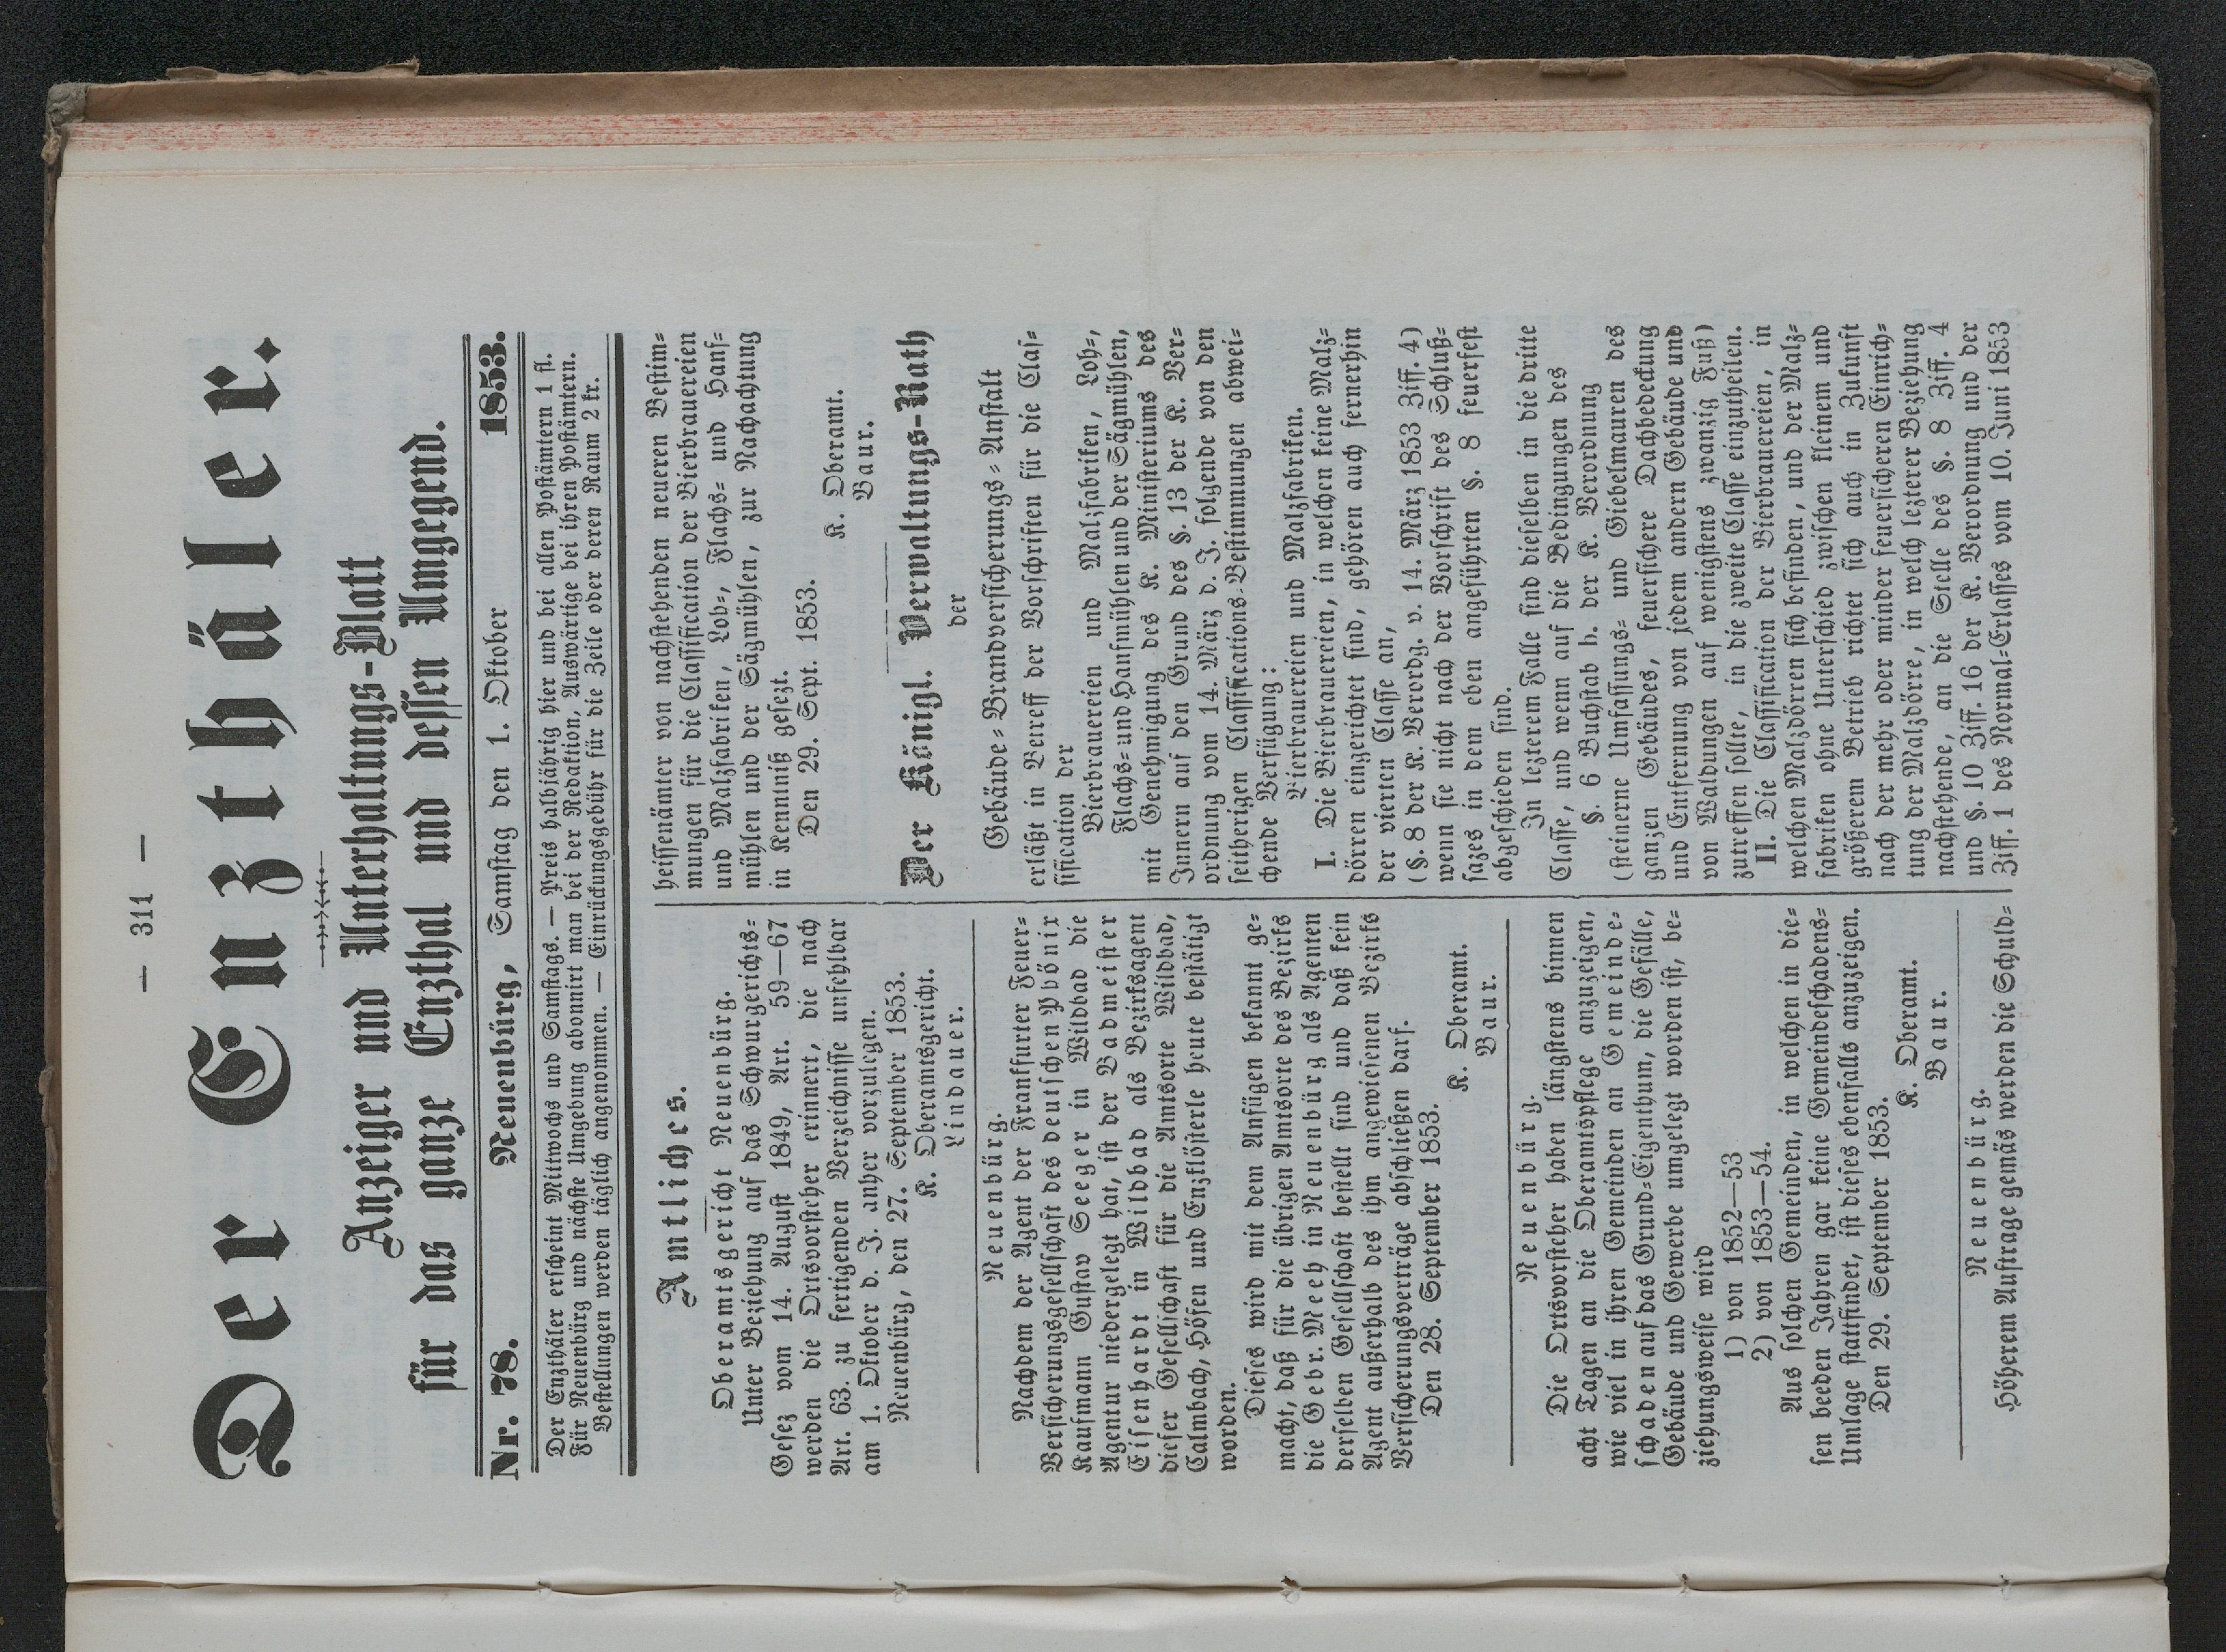 — 311 —
Der Enzthäler.
Anzeiger und Unterhaltungs-Blatt
für das ganze Enzthal und dessen Umgegend.
Nr. 78. Neuenbürg, Samstag den 1. Oktober 1853.
Der Enzthäler erscheint Mittwochs und Samstags. — Preis halbjährig hier und bei allen Postämtern 1 fl.
Für Neuenbürg und nächste Umgebung abonnirt man bei der Redaktion, Auswärtige bei ihren Postämtern.
Bestellungen werden täglich angenommen. — Einrückungsgebühr für die Zeile oder deren Raum 2 kr.
Amtliches.
Oberamtsgericht Neuenbürg.
Unter Beziehung auf das Schwurgerichts-
Gesez vom 14. August 1849, Art. 59—67
werden die Ortsvorsteher erinnert, die nach
Art. 63. zu fertigenden Verzeichnisse unfehlbar
am 1. Oktober d. J. anher vorzulegen.
Neuenbürg, den 27. September 1853.
K. Oberamtsgericht.
Lindauer.
Neuenbürg.
Nachdem der Agent der Frankfurter Feuer-
Versicherungsgesellschaft des deutschen Phönix
Kaufmann Gustav Seeger in Wildbad die
Agentur niedergelegt hat, ist der Badmeister
Eisenhardt in Wildbad als Bezirksagent
dieser Gesellschaft für die Amtsorte Wildbad,
Calmbach, Höfen und Enzklösterle heute bestätigt
worden.
Dieses wird mit dem Anfügen bekannt ge-
macht, daß für die übrigen Amtsorte des Bezirks
die Gebr. Meeh in Neuenbürg als Agenten
derselben Gesellschaft bestellt sind und daß kein
Agent außerhalb des ihm angewiesenen Bezirks
Versicherungsverträge abschließen darf.
Den 28. September 1853.
K. Oberamt.
Baur.
Neuenbürg.
Die Ortsvorsteher haben längstens binnen
acht Tagen an die Oberamtspflege anzuzeigen,
wie viel in ihren Gemeinden an Gemeinde-
schaden auf das Grund-Eigenthum, die Gefälle,
Gebäude und Gewerbe umgelegt worden ist, be-
ziehungsweise wird
1) von 1852—53
2) von 1853—54.
Aus solchen Gemeinden, in welchen in die-
sen beeden Jahren gar keine Gemeindeschadens-
Umlage stattfindet, ist dieses ebenfalls anzuzeigen.
Den 29. September 1853.
K. Oberamt.
Baur.
Neuenbürg.
Höherem Auftrage gemäs werden die Schuld-
heissenämter von nachstehenden neueren Bestim-
mungen für die Classification der Bierbrauereien
und Malzfabriken, Loh-, Flachs- und Hanf-
mühlen und der Sägmühlen, zur Nachachtung
in Kenntniß gesezt.
Den 29. Sept. 1853.
K. Oberamt.
Baur.
Der Königl. Verwaltungs-Rath
der
Gebäude-Brandversicherungs-Anstalt
erläßt in Betreff der Vorschriften für die Clas-
sifikation der
Bierbrauereien und Malzfabriken, Loh-,
Flachs- und Hanfmühlen und der Sägmühlen,
mit Genehmigung des K. Ministeriums des
Innern auf den Grund des §. 13 der K. Ver-
ordnung vom 14. März d. J. folgende von den
seitherigen Classifications-Bestimmungen abwei-
chende Verfügung:
Bierbrauereien und Malzfabriken.
I. Die Bierbrauereien, in welchen keine Malz-
dörren eingerichtet sind, gehören auch fernerhin
der vierten Classe an,
(§. 8 der K. Verordg. v. 14. März 1853 Ziff. 4)
wenn sie nicht nach der Vorschrift des Schluß-
sazes in dem eben angeführten §. 8 feuerfest
abgeschieden sind.
In lezterem Falle sind dieselben in die dritte
Classe, und wenn auf die Bedingungen des
§. 6 Buchstab h. der K. Verordnung
(steinerne Umfassungs- und Giebelmauren des
ganzen Gebäudes, feuersichere Dachbedeckung
und Entfernung von jedem andern Gebäude und
von Waldungen auf wenigstens zwanzig Fuß)
zutreffen sollte, in die zweite Classe einzutheilen.
II. Die Classification der Bierbrauereien, in
welchen Malzdörren sich befinden, und der Malz-
fabriken ohne Unterschied zwischen kleinem und
größerem Betrieb richtet sich auch in Zukunft
nach der mehr oder minder feuersicheren Einrich-
tung der Malzdörre, in welch lezterer Beziehung
nachstehende, an die Stelle des §. 8 Ziff. 4
und §. 10 Ziff. 16 der K. Verordnung und der
Ziff. 1 des Normal-Erlasses vom 10. Juni 1853